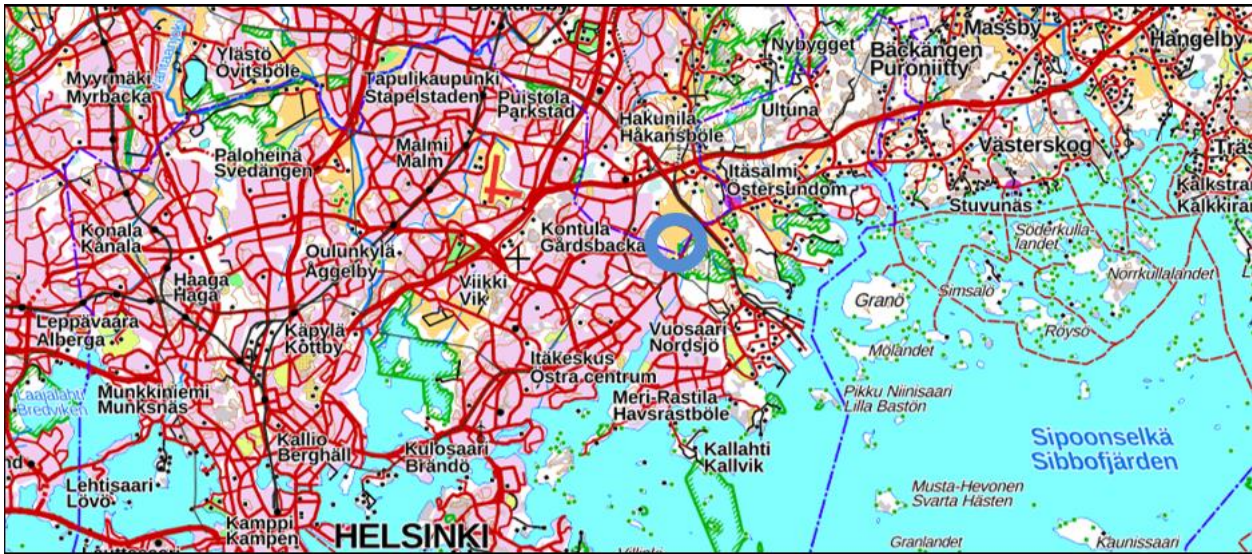 Ylästö
Övitsböle
Vantaanjoki
Myyrmäki
Myrbacka
Tapulikaupunki
Stapelstaden
Puistola
Parkstad
Nybygget
Bäckängen
Puroniitty
Massby
Hangelby
Ultuna
Hakunila
Håkansböle
Paloheinä
Svedängen
Malmi
Malm
Västerskog
Itäsalmi
Östersundom
Stuvunäs
Konala
Kånala
Oulunkylä
Åggelby
Kontula
Gårdsbacka
Söderkulla-
landet
Norrkullalandet
Simsalö
Granö
Röysö
Haaga
Haga
Viikki
Vik
Leppävaara
Alberga
Käpylä
Kottby
Vuosaari
Nordsjö
Mölandet
Itäkeskus
Östra centrum
Laajalahti
Bredviken
Munkkiniemi
Munksnäs
Meri-Rastila
Havsrastböle
Pikku Niinisaari
Lilla Bastön
Kallio
Berghäll
Kulosaari
Brändö
Kallahti
Kallvik
Sipoonselkä
Sibbofjärden
Lehtisaari
Lövö
Musta-Hevonen
Svarta Hästen
Kamppi
Kampen
HELSINKI
Granlandet
Kaunissaari